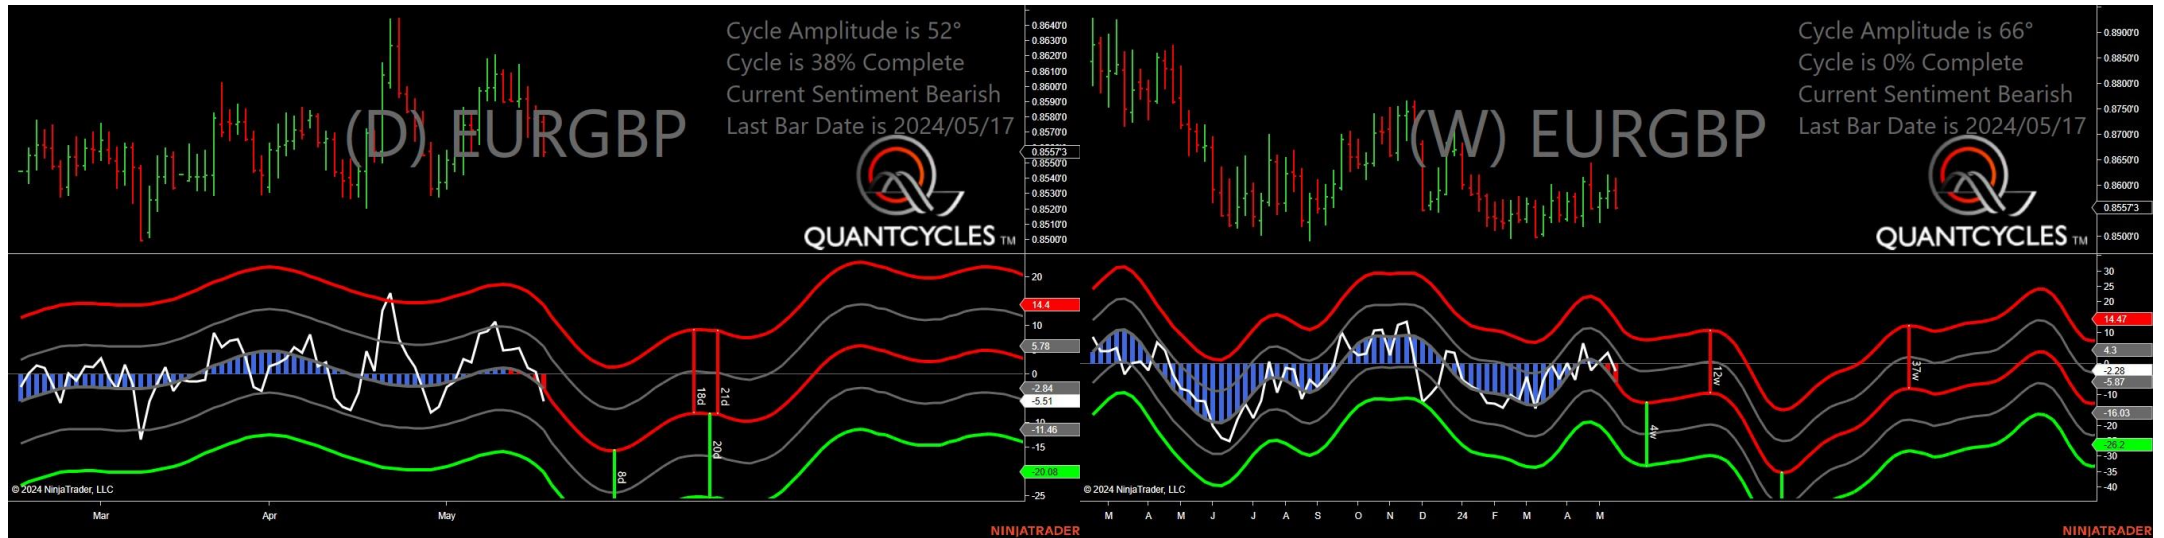 Cycle Amplitude is 52°
Cycle is 38% Complete
Current Sentiment Bearish
Last Bar Date is 2024/05/17
(D) EURGBP
QUANTCYCLES TM
0.8640'0
0.8630'0
0.8620'0
0.8610'0
0.8600'0
0.8590'0
0.8580'0
0.8570'0
0.8557'3
0.8550'0
0.8540'0
0.8530'0
0.8520'0
0.8510'0
0.8500'0
20
14.4
10
5.78
0
-2.84
-5.51
-11.46
-15
-20.08
-25
18d
21d
20d
8d
© 2024 NinjaTrader, LLC
Mar
Apr
May
NINJATRADER
Cycle Amplitude is 66°
Cycle is 0% Complete
Current Sentiment Bearish
Last Bar Date is 2024/05/17
(W) EURGBP
QUANTCYCLES TM
0.8900'0
0.8850'0
0.8800'0
0.8750'0
0.8700'0
0.8650'0
0.8600'0
0.8557'3
0.8500'0
30
25
20
14.47
10
4.3
0
-2.28
-5.87
-10
-16.03
-20
-26.2
-30
-35
-40
12w
37w
4w
© 2024 NinjaTrader, LLC
M
A
M
J
J
A
S
O
N
D
24
F
M
A
M
NINJATRADER